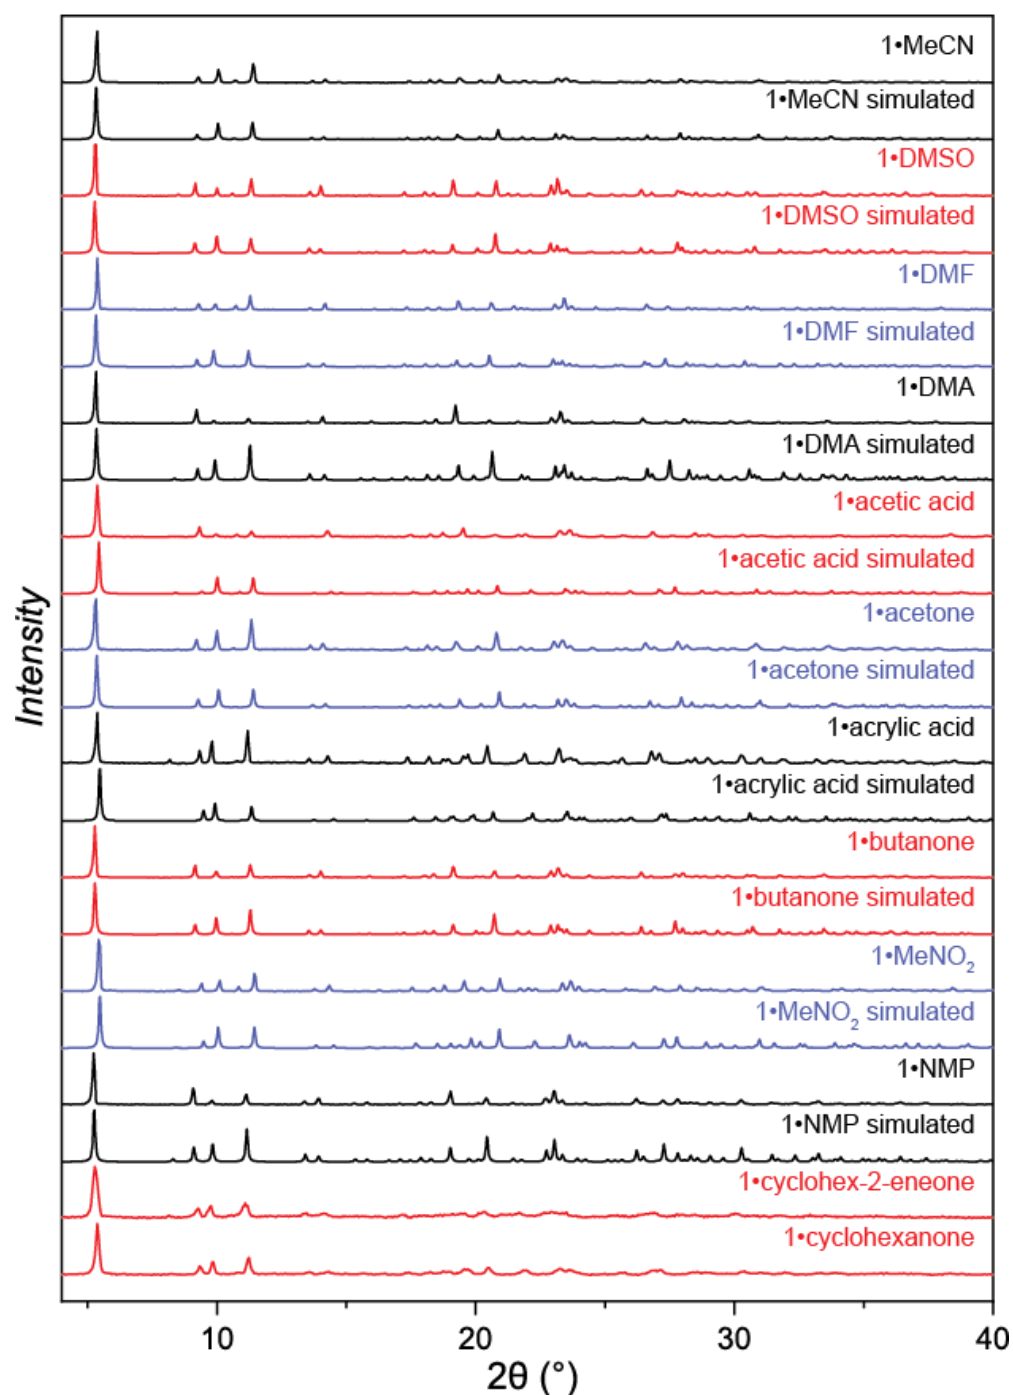 1•MeCN
1•MeCN simulated
1•DMSO
1•DMSO simulated
1•DMF
1•DMF simulated
1•DMA
1•DMA simulated
1•acetic acid
1•acetic acid simulated
1•acetone
1•acetone simulated
1•acrylic acid
1•acrylic acid simulated
1•butanone
1•butanone simulated
1•MeNO₂
1•MeNO₂ simulated
1•NMP
1•NMP simulated
1•cyclohex-2-eneone
1•cyclohexanone
Intensity
10 20 30 40
2θ (°)